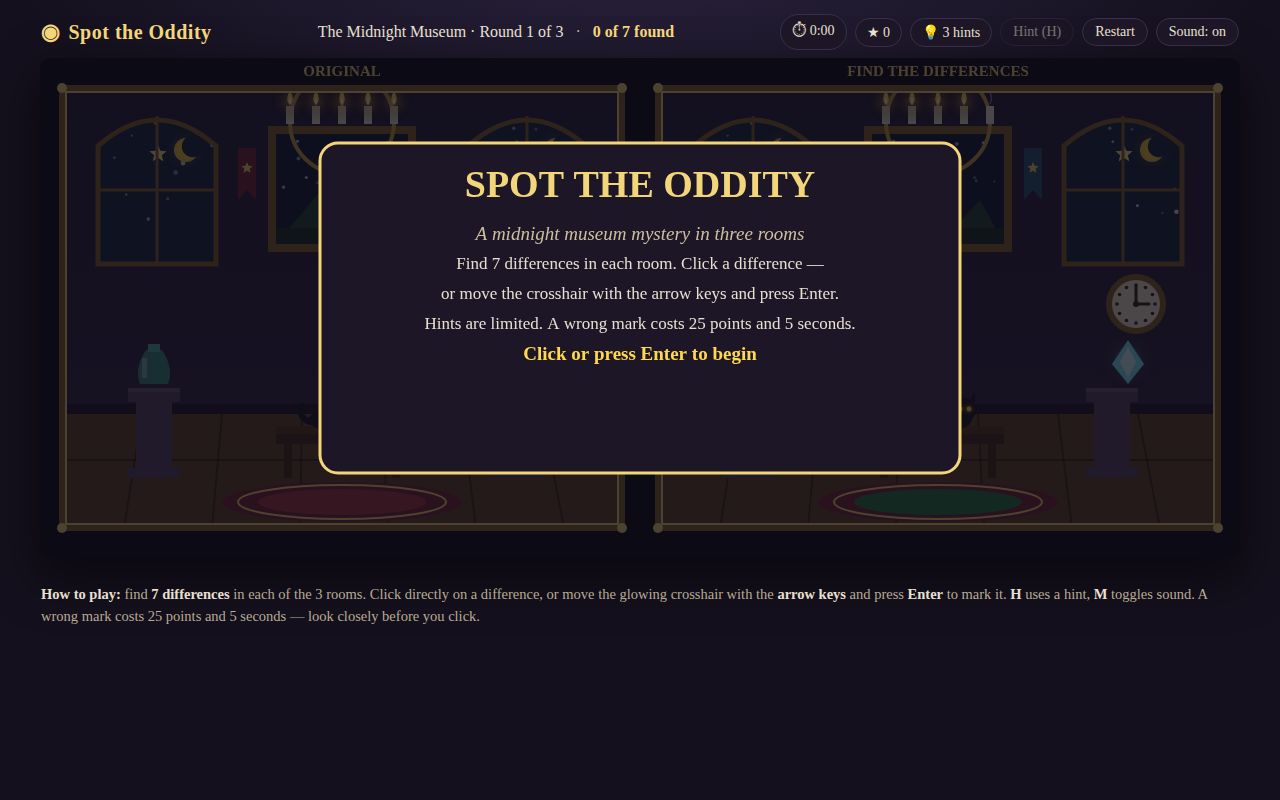 ◉ Spot the Oddity
The Midnight Museum · Round 1 of 3 · 0 of 7 found
⏱ 0:00
★ 0
💡 3 hints
Hint (H)
Restart
Sound: on
ORIGINAL
FIND THE DIFFERENCES
SPOT THE ODDITY
A midnight museum mystery in three rooms
Find 7 differences in each room. Click a difference —
or move the crosshair with the arrow keys and press Enter.
Hints are limited. A wrong mark costs 25 points and 5 seconds.
Click or press Enter to begin
How to play: find 7 differences in each of the 3 rooms. Click directly on a difference, or move the glowing crosshair with the arrow keys and press Enter to mark it. H uses a hint, M toggles sound. A
wrong mark costs 25 points and 5 seconds — look closely before you click.